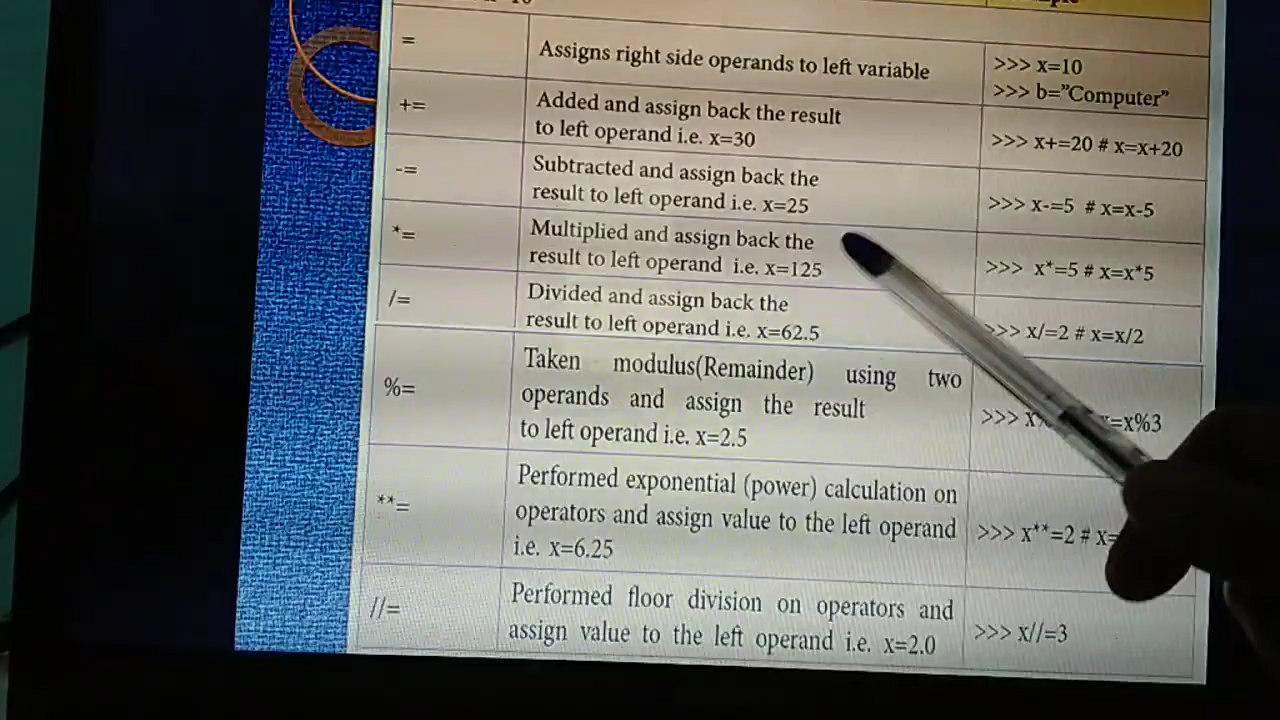 =
Assigns right side operands to left variable
>>> x=10
>>> b=”Computer”
+=
Added and assign back the result
to left operand i.e. x=30
>>> x+=20 # x=x+20
-=
Subtracted and assign back the
result to left operand i.e. x=25
>>> x-=5 # x=x-5
*=
Multiplied and assign back the
result to left operand i.e. x=125
>>> x*=5 # x=x*5
/=
Divided and assign back the
result to left operand i.e. x=62.5
>>> x/=2 # x=x/2
%=
Taken modulus(Remainder) using two
operands and assign the result
to left operand i.e. x=2.5
>>> x% =x%3
**=
Performed exponential (power) calculation on
operators and assign value to the left operand
i.e. x=6.25
>>> x**=2 # x=
//=
Performed floor division on operators and
assign value to the left operand i.e. x=2.0
>>> x//=3